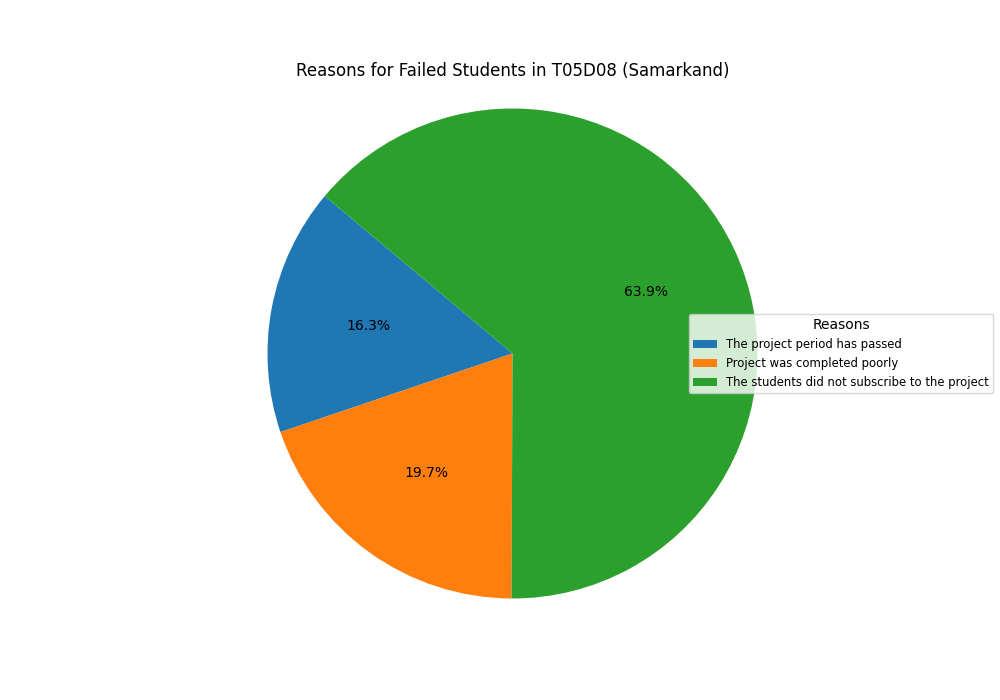 Reasons for Failed Students in T05D08 (Samarkand)
63.9%
16.3%
Reasons
The project period has passed
Project was completed poorly
The students did not subscribe to the project
19.7%